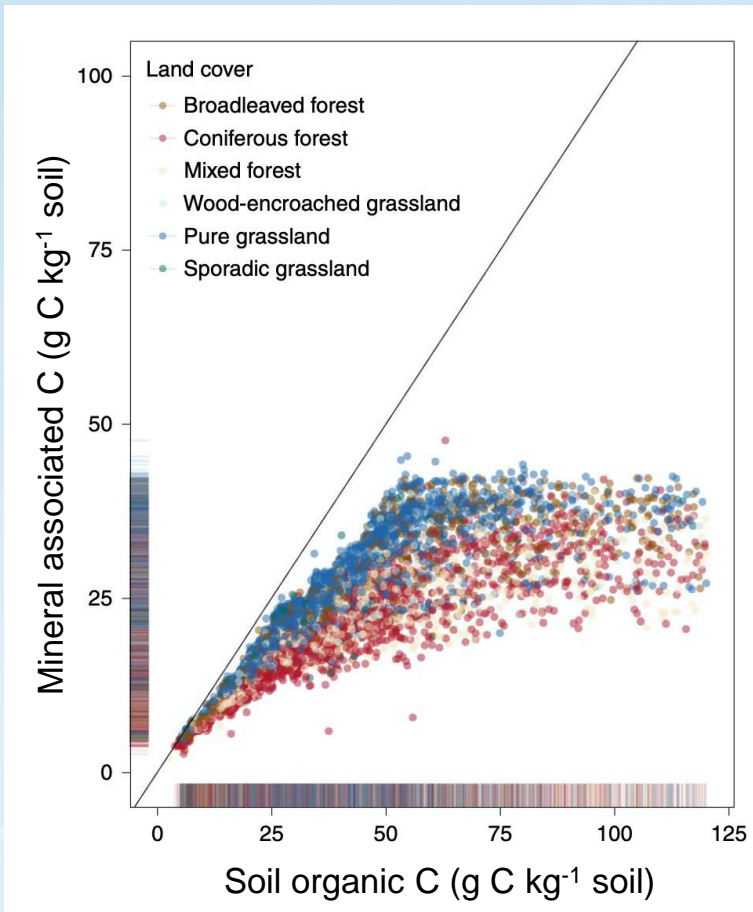 Land cover
Broadleaved forest
Coniferous forest
Mixed forest
Wood-encroached grassland
Pure grassland
Sporadic grassland
Mineral associated C (g C kg-1 soil)
100
75
50
25
0
0 25 50 75 100 125
Soil organic C (g C kg-1 soil)